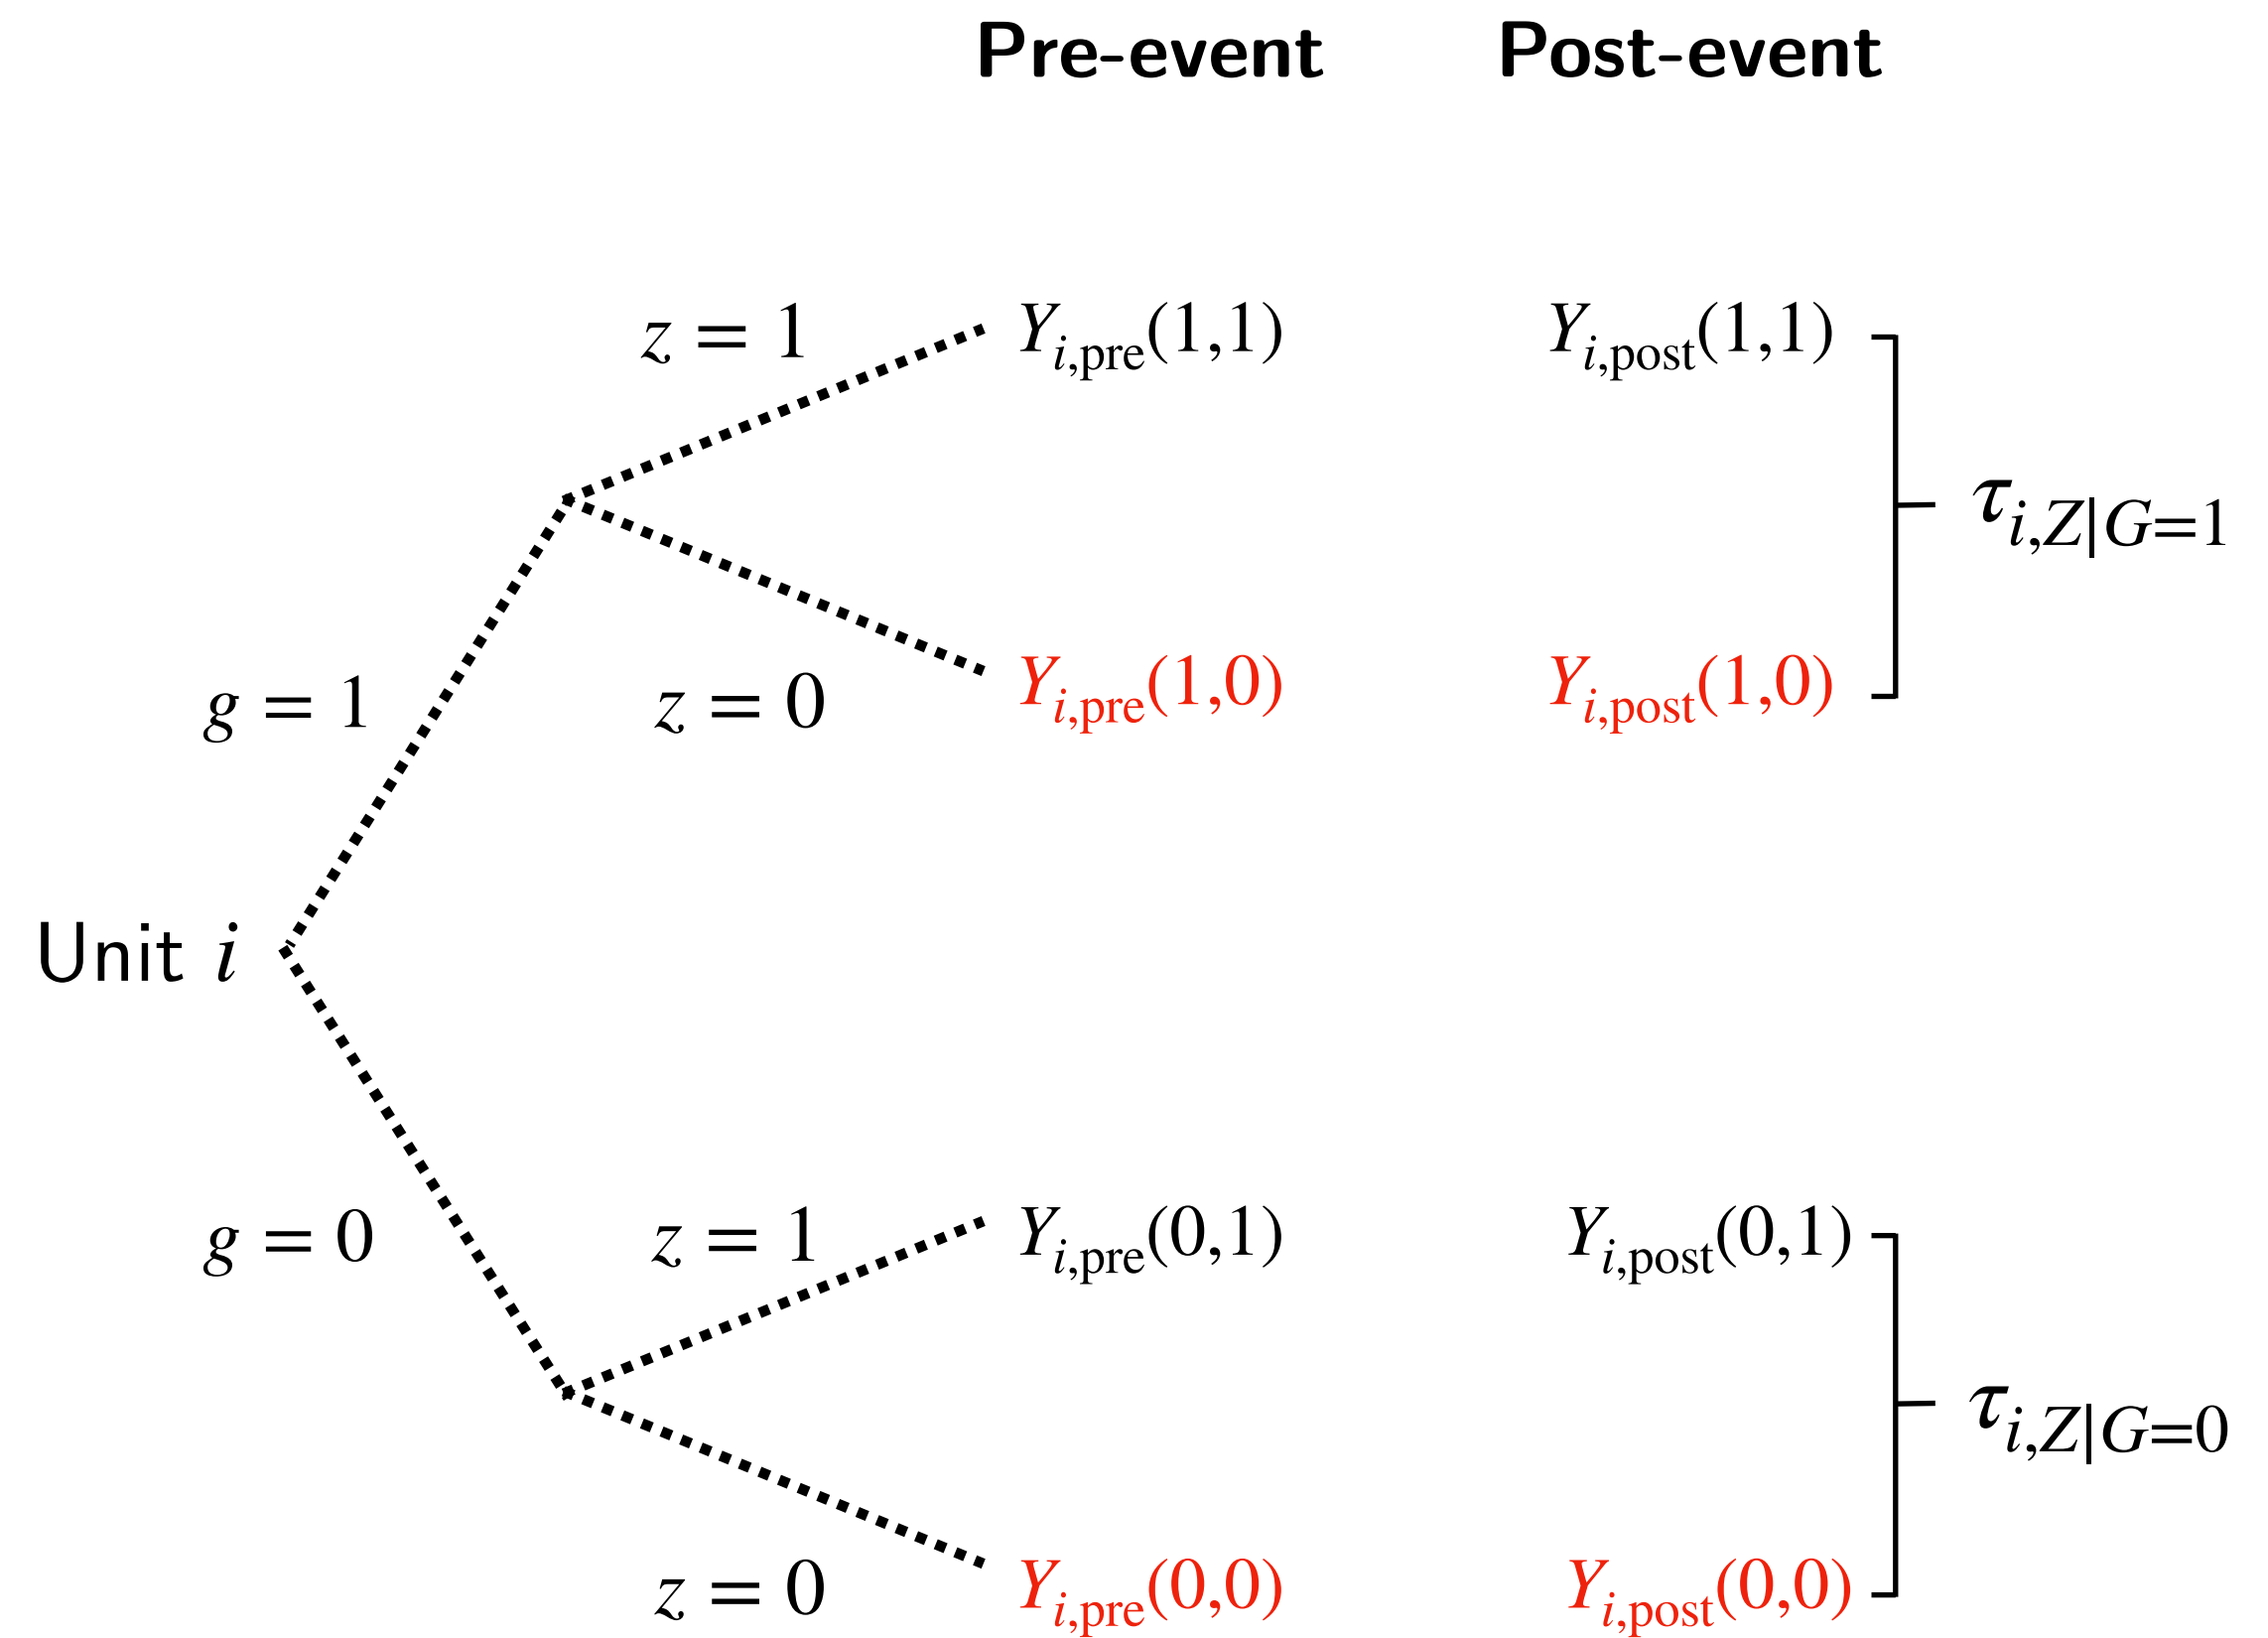 Pre-event Post-event
z = 1 Y_{i,pre}(1,1) Y_{i,post}(1,1)
τ_{i,Z|G=1}
g = 1 z = 0 Y_{i,pre}(1,0) Y_{i,post}(1,0)
Unit i
g = 0 z = 1 Y_{i,pre}(0,1) Y_{i,post}(0,1)
τ_{i,Z|G=0}
z = 0 Y_{i,pre}(0,0) Y_{i,post}(0,0)